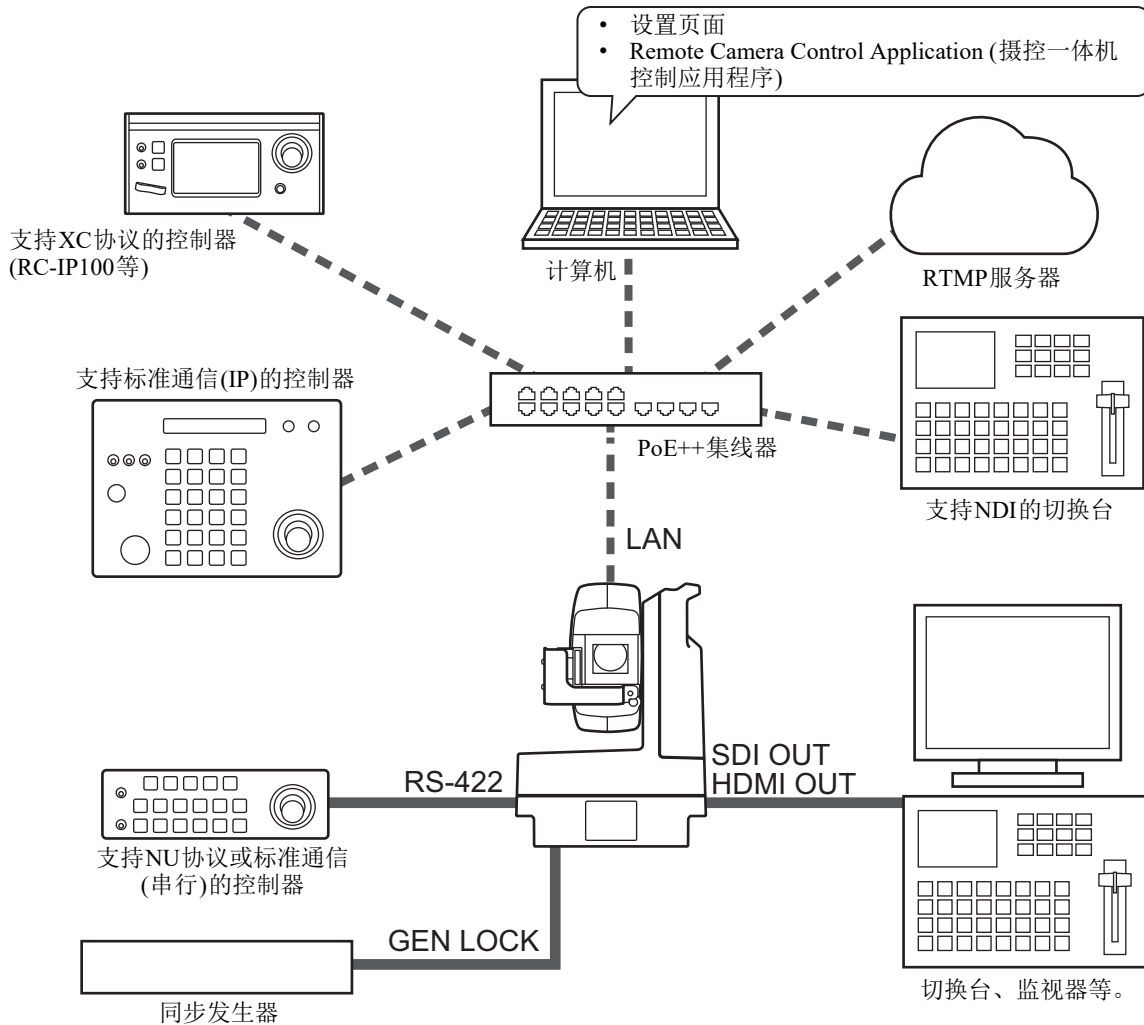 • 设置页面
• Remote Camera Control Application (摄控一体机
控制应用程序)
支持XC协议的控制器
(RC-IP100等)
计算机
RTMP服务器
支持标准通信(IP)的控制器
PoE++集线器
支持NDI的切换台
LAN
RS-422
SDI OUT
HDMI OUT
支持NU协议或标准通信
(串行)的控制器
GEN LOCK
同步发生器
切换台、监视器等。